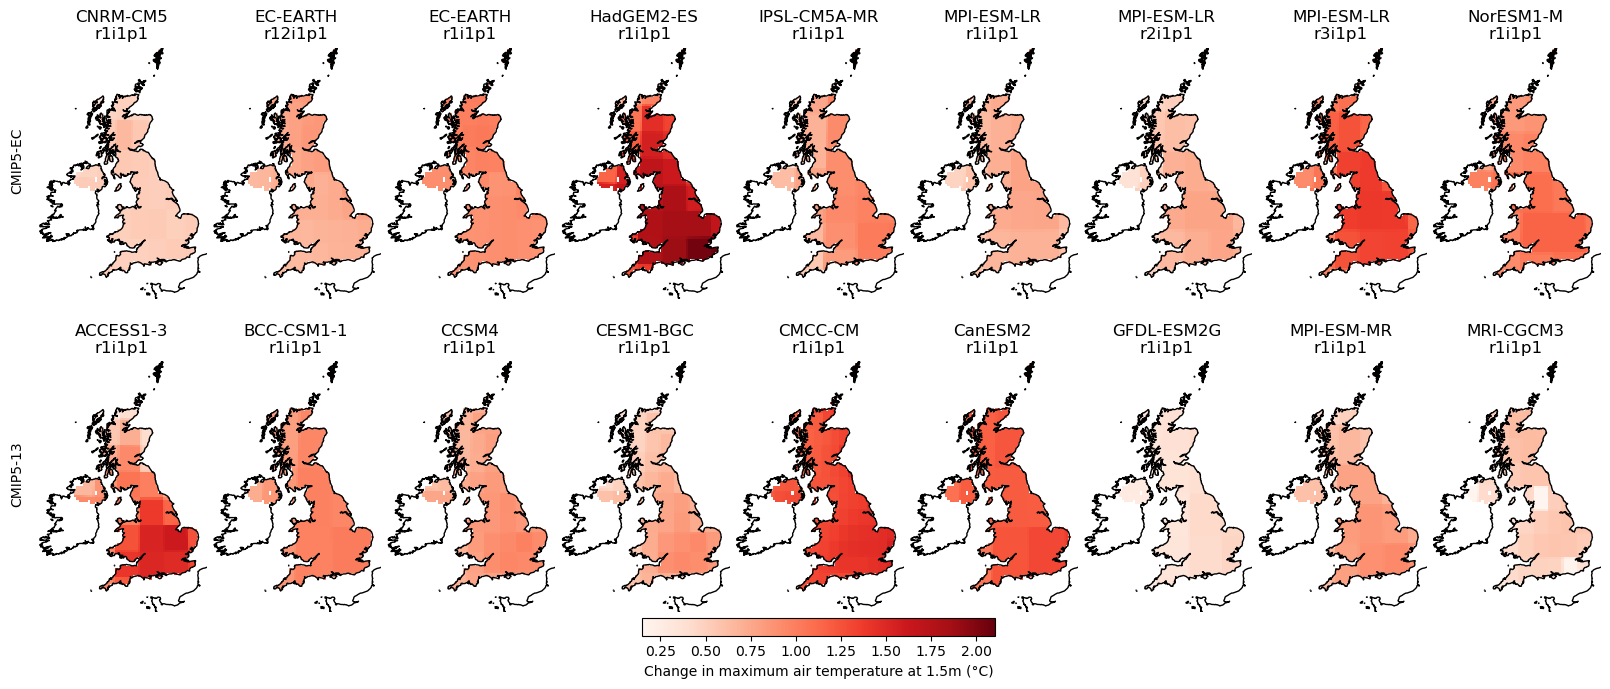 CNRM-CM5
r1i1p1
EC-EARTH
r12i1p1
EC-EARTH
r1i1p1
HadGEM2-ES
r1i1p1
IPSL-CM5A-MR
r1i1p1
MPI-ESM-LR
r1i1p1
MPI-ESM-LR
r2i1p1
MPI-ESM-LR
r3i1p1
NorESM1-M
r1i1p1
CMIP5-EC
ACCESS1-3
r1i1p1
BCC-CSM1-1
r1i1p1
CCSM4
r1i1p1
CESM1-BGC
r1i1p1
CMCC-CM
r1i1p1
CanESM2
r1i1p1
GFDL-ESM2G
r1i1p1
MPI-ESM-MR
r1i1p1
MRI-CGCM3
r1i1p1
CMIP5-13
0.25 0.50 0.75 1.00 1.25 1.50 1.75 2.00
Change in maximum air temperature at 1.5m (°C)